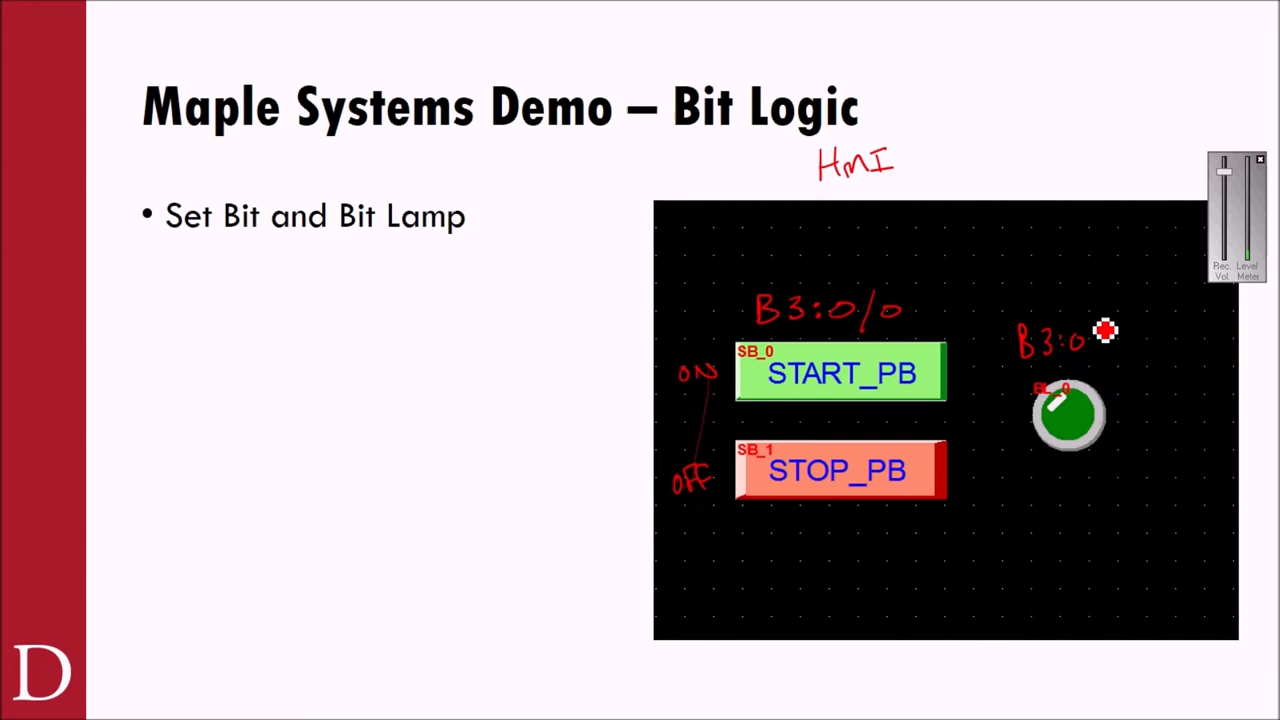 Maple Systems Demo – Bit Logic
HMI
• Set Bit and Bit Lamp
Rec. Vol
Level Meter
B3:0/0
B3:0
SB_0
START_PB
ON
BL_0
SB_1
STOP_PB
OFF
D